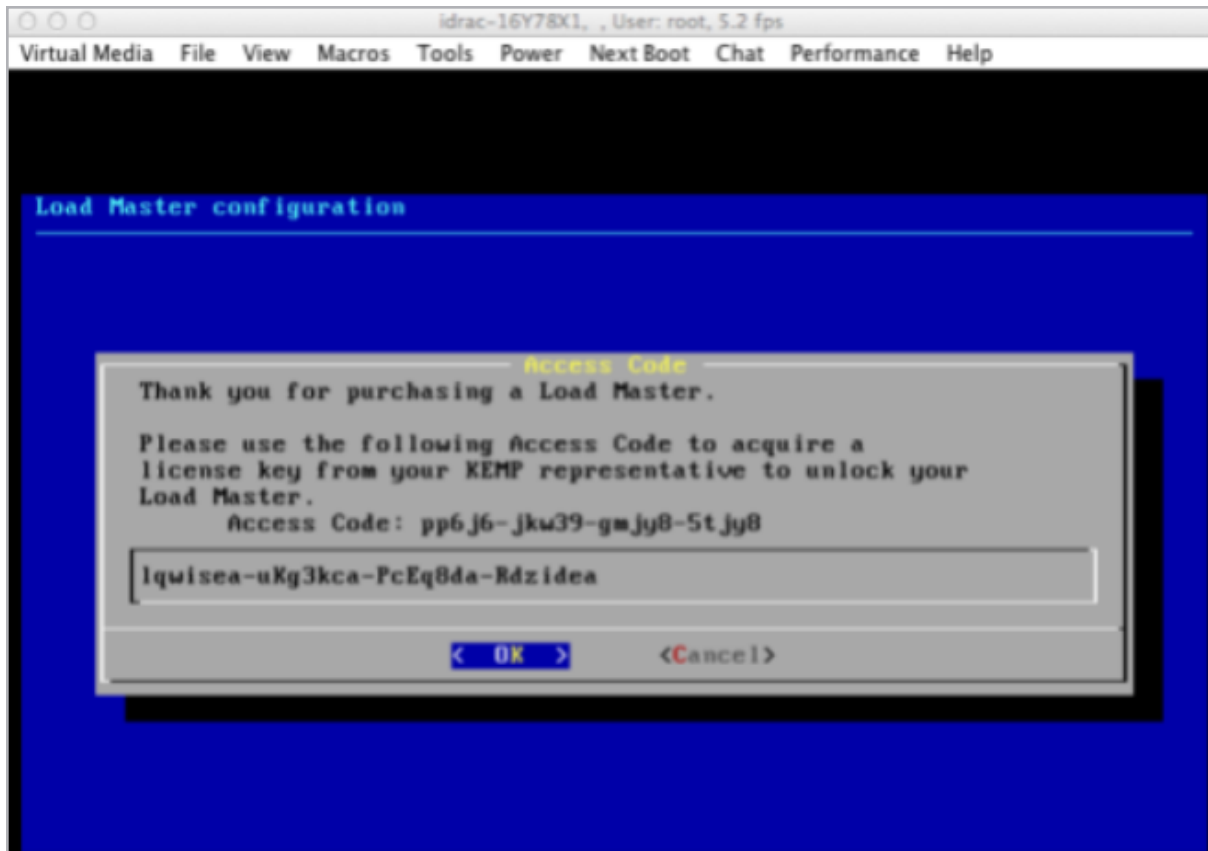 idrac-16Y78X1, , User: root, 5.2 fps
Virtual Media File View Macros Tools Power Next Boot Chat Performance Help
Load Master configuration
Access Code
Thank you for purchasing a Load Master.
Please use the following Access Code to acquire a
license key from your KEMP representative to unlock your
Load Master.
Access Code: pp6j6-jkw39-gmjy8-5tjy8
lqwisea-uKg3kca-PcEq8da-Rdzidea
< OK > <Cancel>